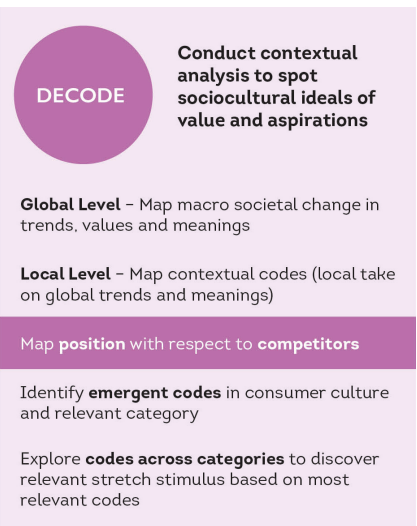 DECODE
Conduct contextual
analysis to spot
sociocultural ideals of
value and aspirations
Global Level – Map macro societal change in
trends, values and meanings
Local Level – Map contextual codes (local take
on global trends and meanings)
Map position with respect to competitors
Identify emergent codes in consumer culture
and relevant category
Explore codes across categories to discover
relevant stretch stimulus based on most
relevant codes